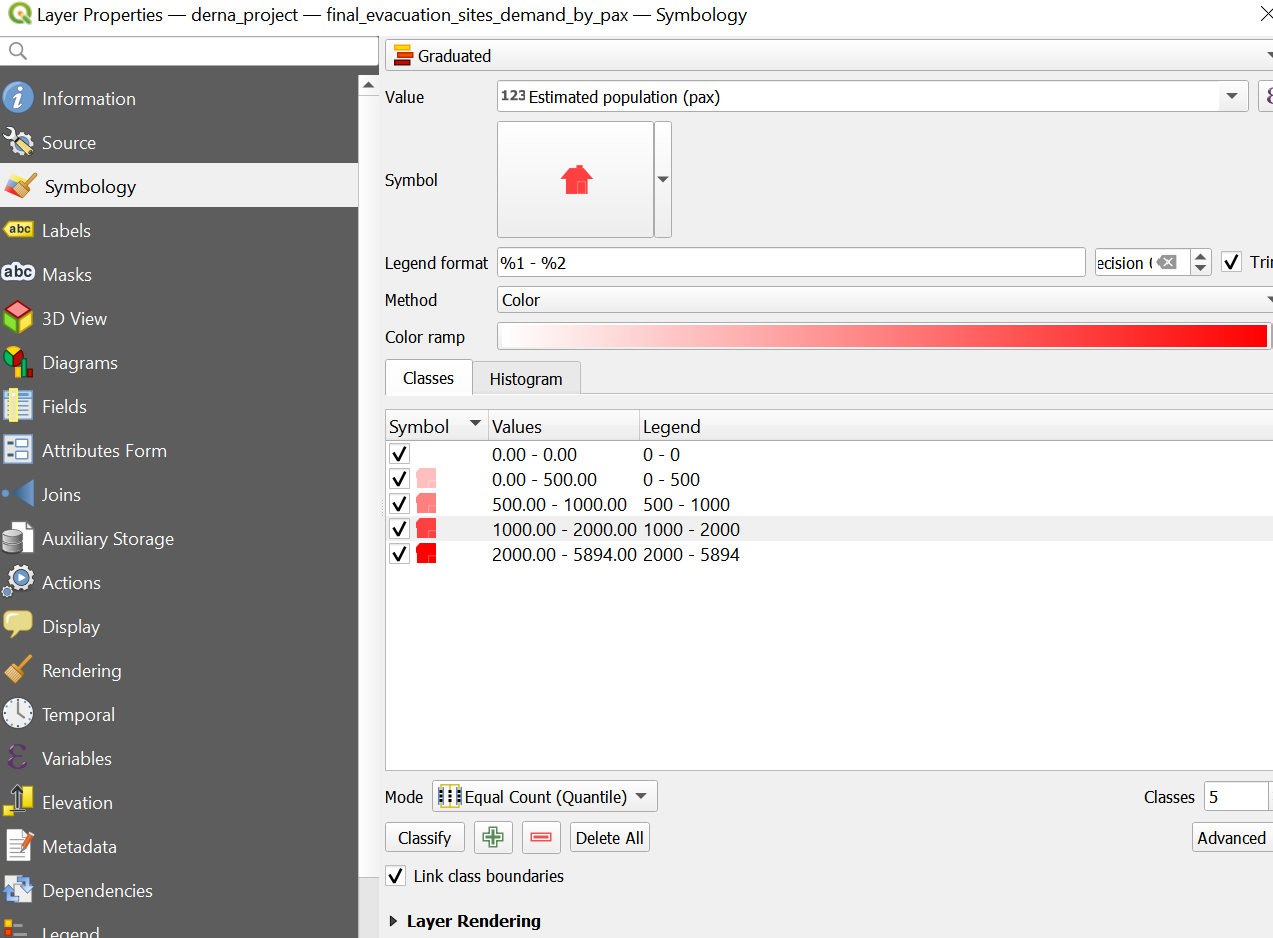 Layer Properties — derna_project — final_evacuation_sites_demand_by_pax — Symbology
Information
Source
Symbology
abc Labels
abc Masks
3D View
Diagrams
Fields
Attributes Form
Joins
Auxiliary Storage
Actions
Display
Rendering
Temporal
Variables
Elevation
Metadata
Dependencies
Legend
Graduated
Value 123 Estimated population (pax)
Symbol
Legend format %1 - %2
Method Color
Color ramp
Classes Histogram
Symbol Values Legend
0.00 - 0.00 0 - 0
0.00 - 500.00 0 - 500
500.00 - 1000.00 500 - 1000
1000.00 - 2000.00 1000 - 2000
2000.00 - 5894.00 2000 - 5894
Mode Equal Count (Quantile) Classes 5
Classify Delete All Advanced
Link class boundaries
Layer Rendering